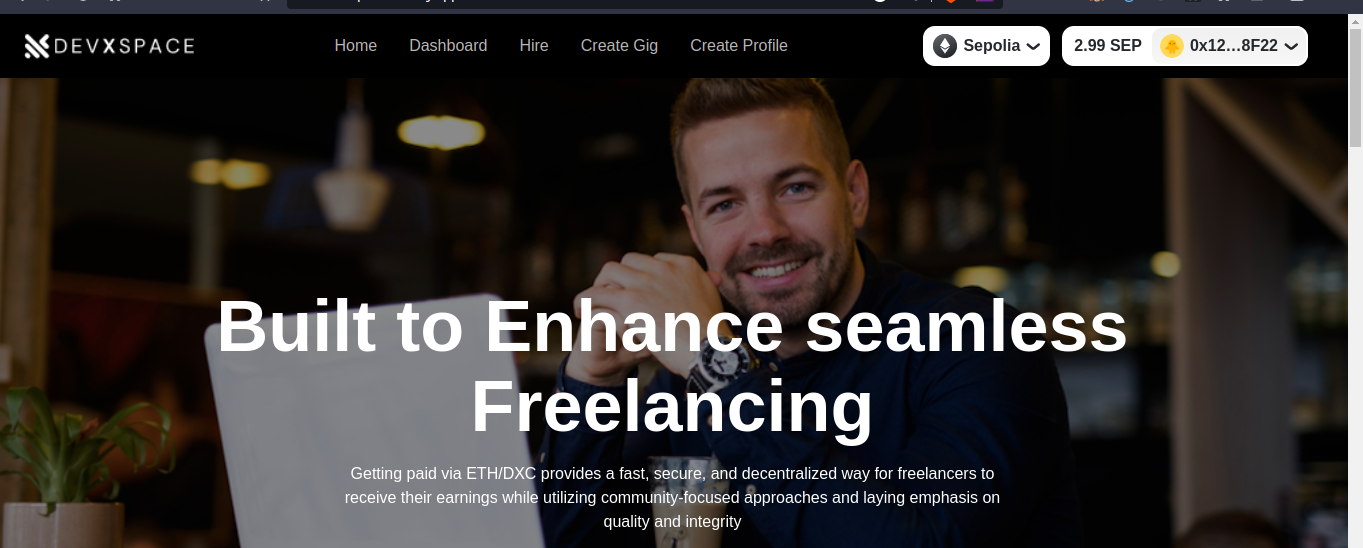 DEVXSPACE
Home
Dashboard
Hire
Create Gig
Create Profile
Sepolia
2.99 SEP
0x12...8F22
Built to Enhance seamless
Freelancing
Getting paid via ETH/DXC provides a fast, secure, and decentralized way for freelancers to
receive their earnings while utilizing community-focused approaches and laying emphasis on
quality and integrity